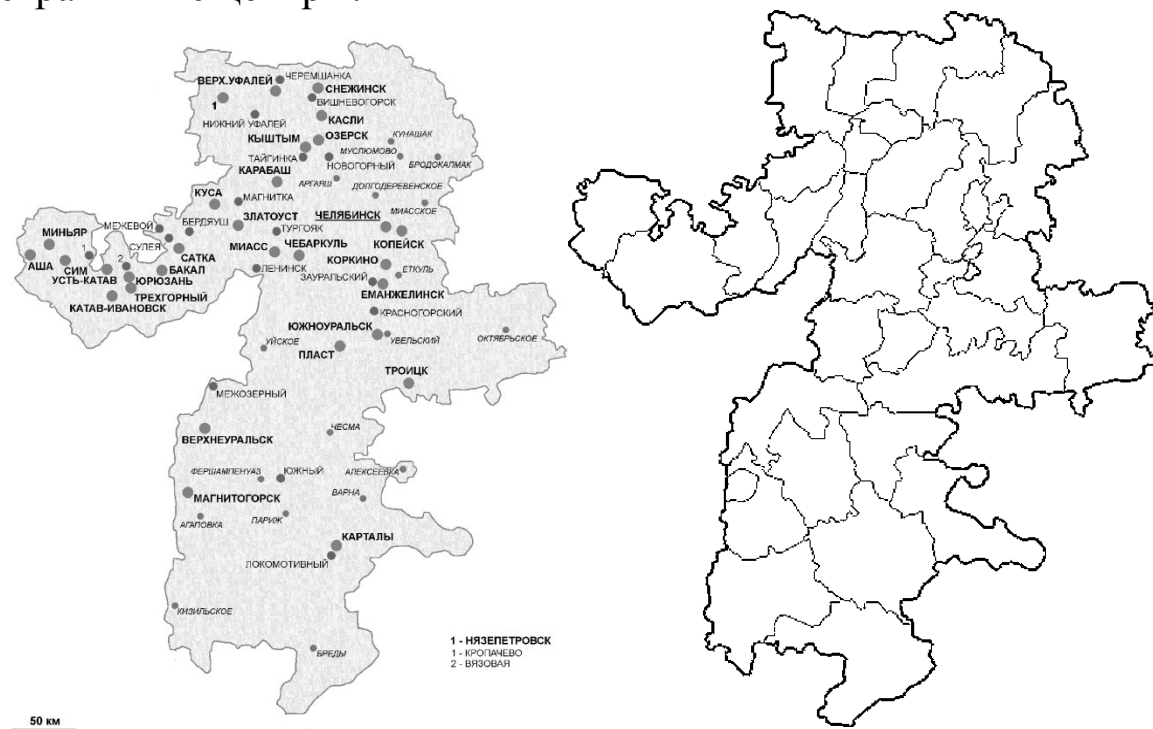 ЧЕРЕМШАНКА
ВЕРХ.УФАЛЕЙ
СНЕЖИНСК
1
ВИШНЕВОГОРСК
НИЖНИЙ УФАЛЕЙ
КАСЛИ
ОЗЕРСК
КУНАШАК
КЫШТЫМ
МУСЛЮМОВО
ТАЙГИНКА
НОВОГОРНЫЙ
БРОДОКАЛМАК
КАРАБАШ
АРГАЯШ
ДОЛГОДЕРЕВЕНСКОЕ
КУСА
МАГНИТКА
МИАССКОЕ
МЕЖЕВОЙ
БЕРДЯУШ
ЗЛАТОУСТ
ЧЕЛЯБИНСК
МИНЬЯР
ТУРГОЯК
КОПЕЙСК
СУЛЕЯ
1
2
САТКА
МИАСС
ЧЕБАРКУЛЬ
АША
СИМ
БАКАЛ
ЛЕНИНСК
КОРКИНО
УСТЬ-КАТАВ
ЮРЮЗАНЬ
ЗАУРАЛЬСКИЙ
ЕТКУЛЬ
ТРЕХГОРНЫЙ
ЕМАНЖЕЛИНСК
КАТАВ-ИВАНОВСК
КРАСНОГОРСКИЙ
ЮЖНОУРАЛЬСК
УВЕЛЬСКИЙ
ОКТЯБРЬСКОЕ
УЙСКОЕ
ПЛАСТ
ТРОИЦК
МЕЖОЗЕРНЫЙ
ВЕРХНЕУРАЛЬСК
ЧЕСМА
ФЕРШАМПЕНУАЗ
ЮЖНЫЙ
АЛЕКСЕЕВКА
МАГНИТОГОРСК
ВАРНА
АГАПОВКА
ПАРИЖ
КАРТАЛЫ
ЛОКОМОТИВНЫЙ
КИЗИЛЬСКОЕ
БРЕДЫ
1 - НЯЗЕПЕТРОВСК
1 - КРОПАЧЕВО
2 - ВЯЗОВАЯ
50 км